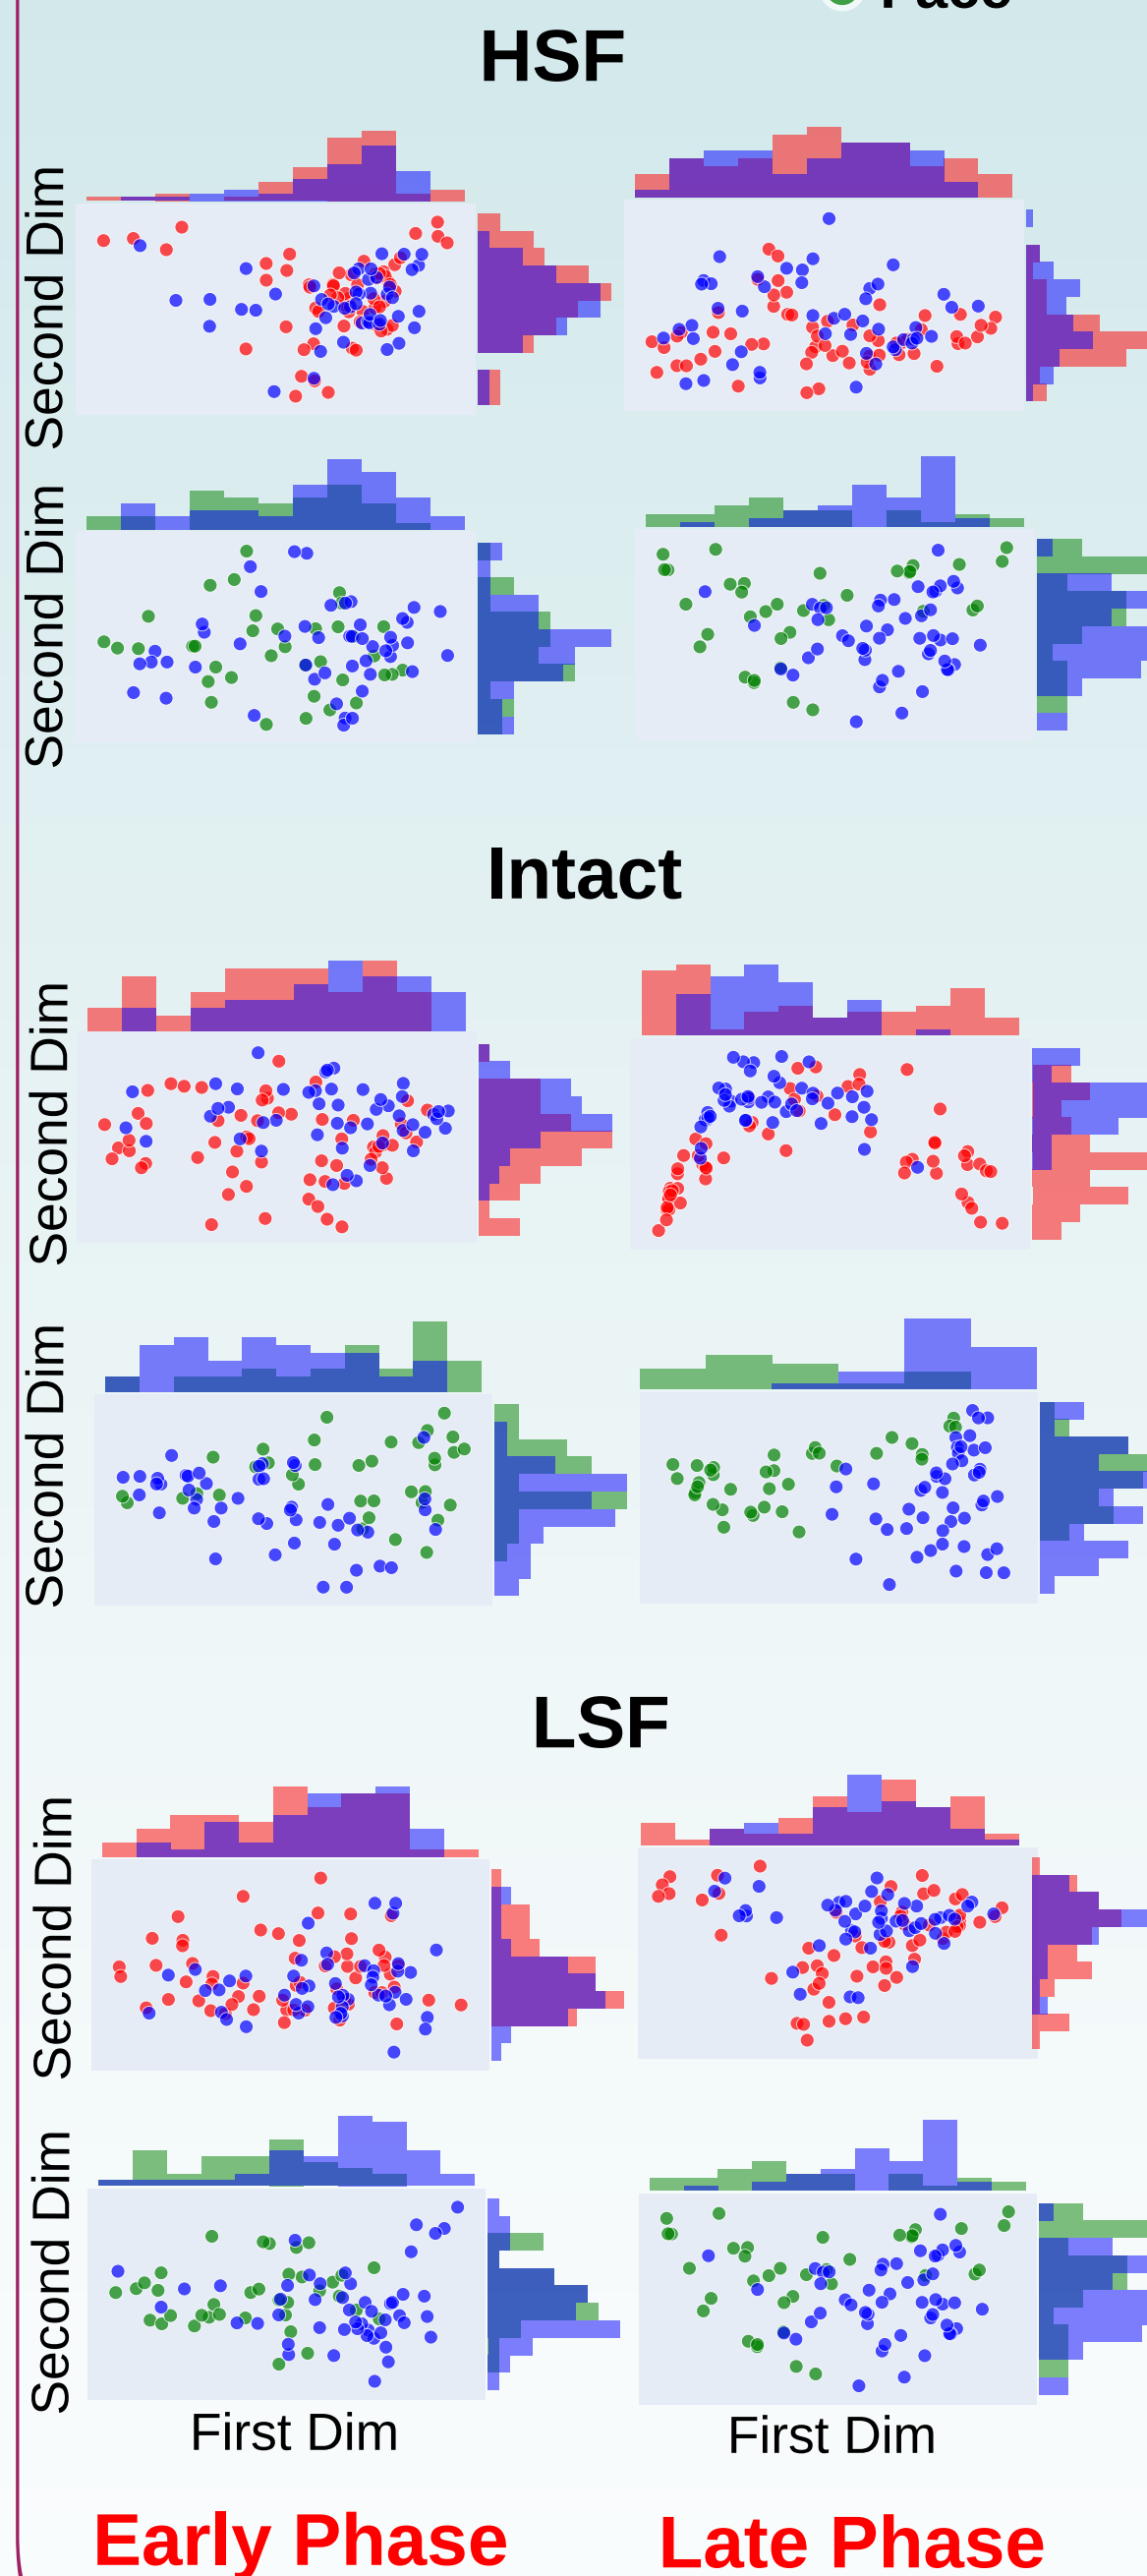 HSF
Second Dim
Second Dim
Intact
Second Dim
Second Dim
LSF
Second Dim
Second Dim
First Dim
First Dim
Early Phase
Late Phase